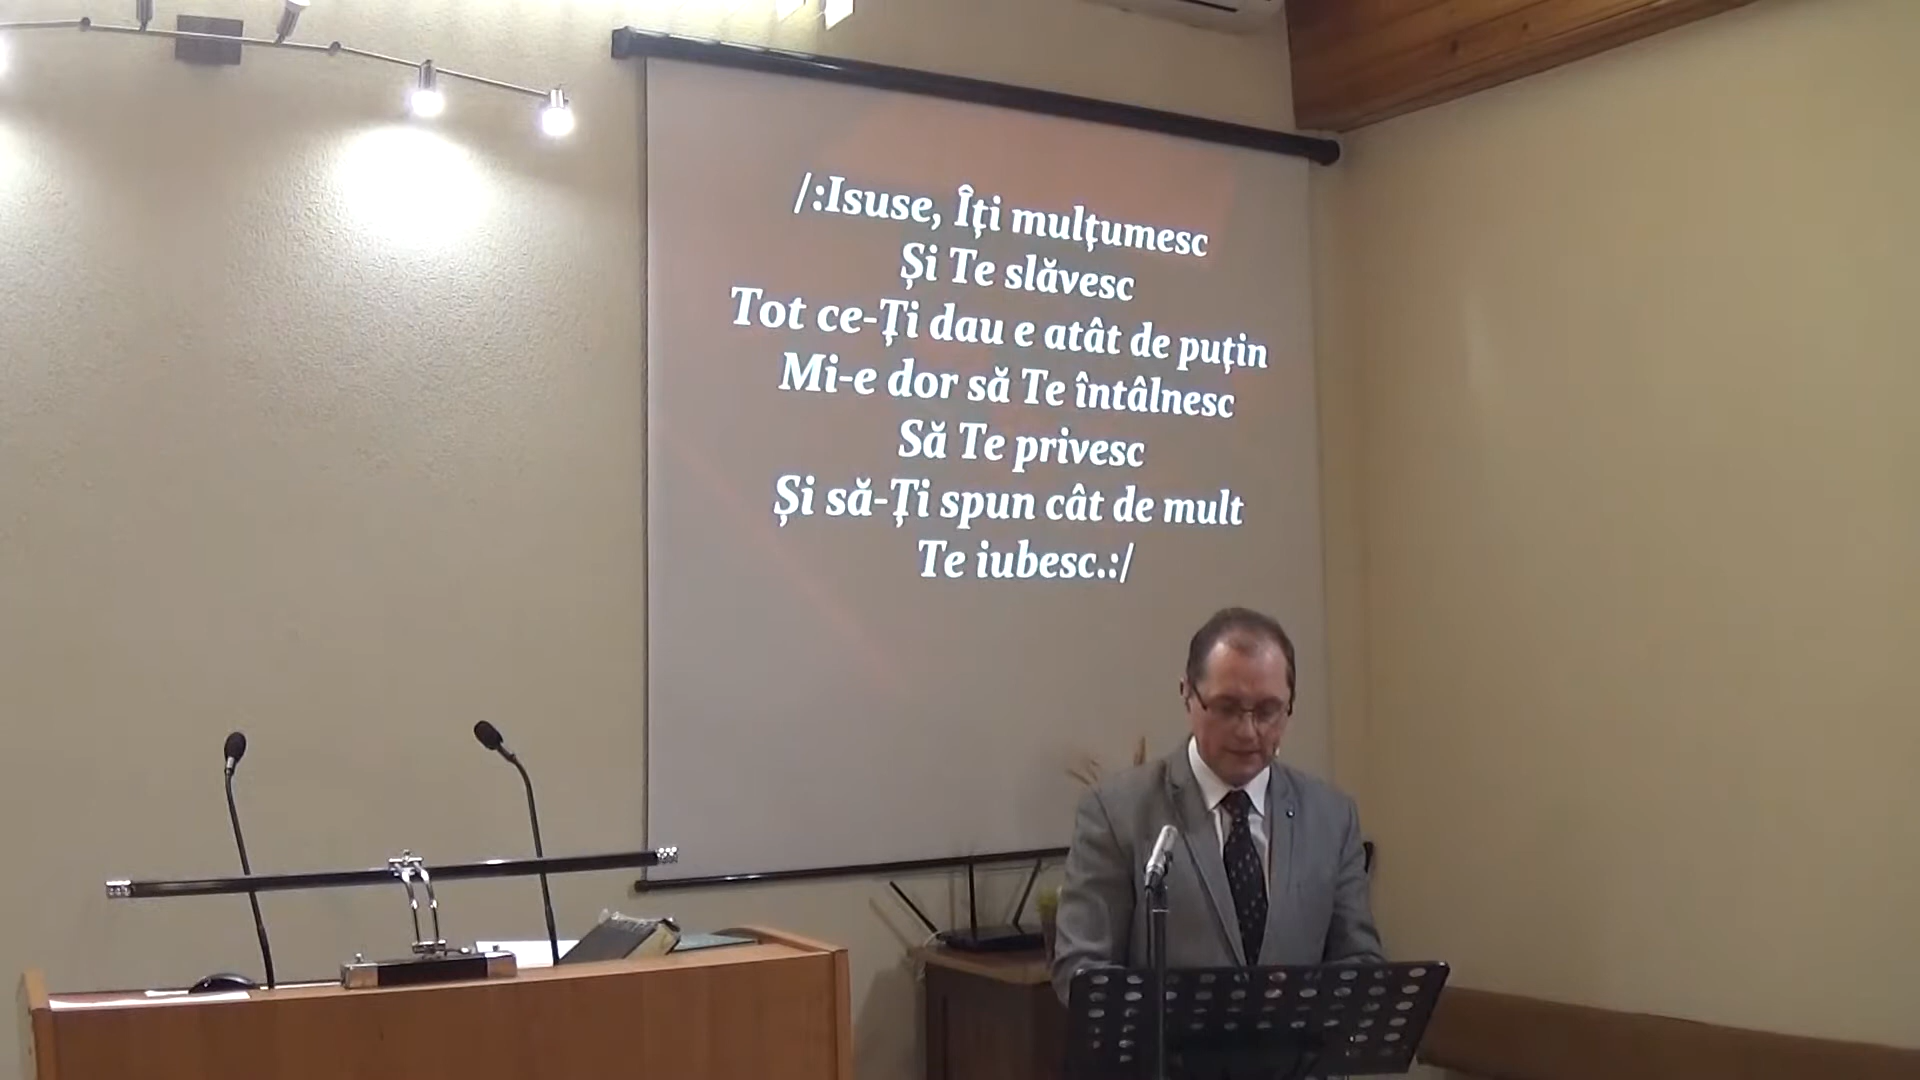 /:Isuse, Îți mulțumesc
Și Te slăvesc
Tot ce-Ți dau e atât de puțin
Mi-e dor să Te întâlnesc
Să Te privesc
Și să-Ți spun cât de mult
Te iubesc.:/